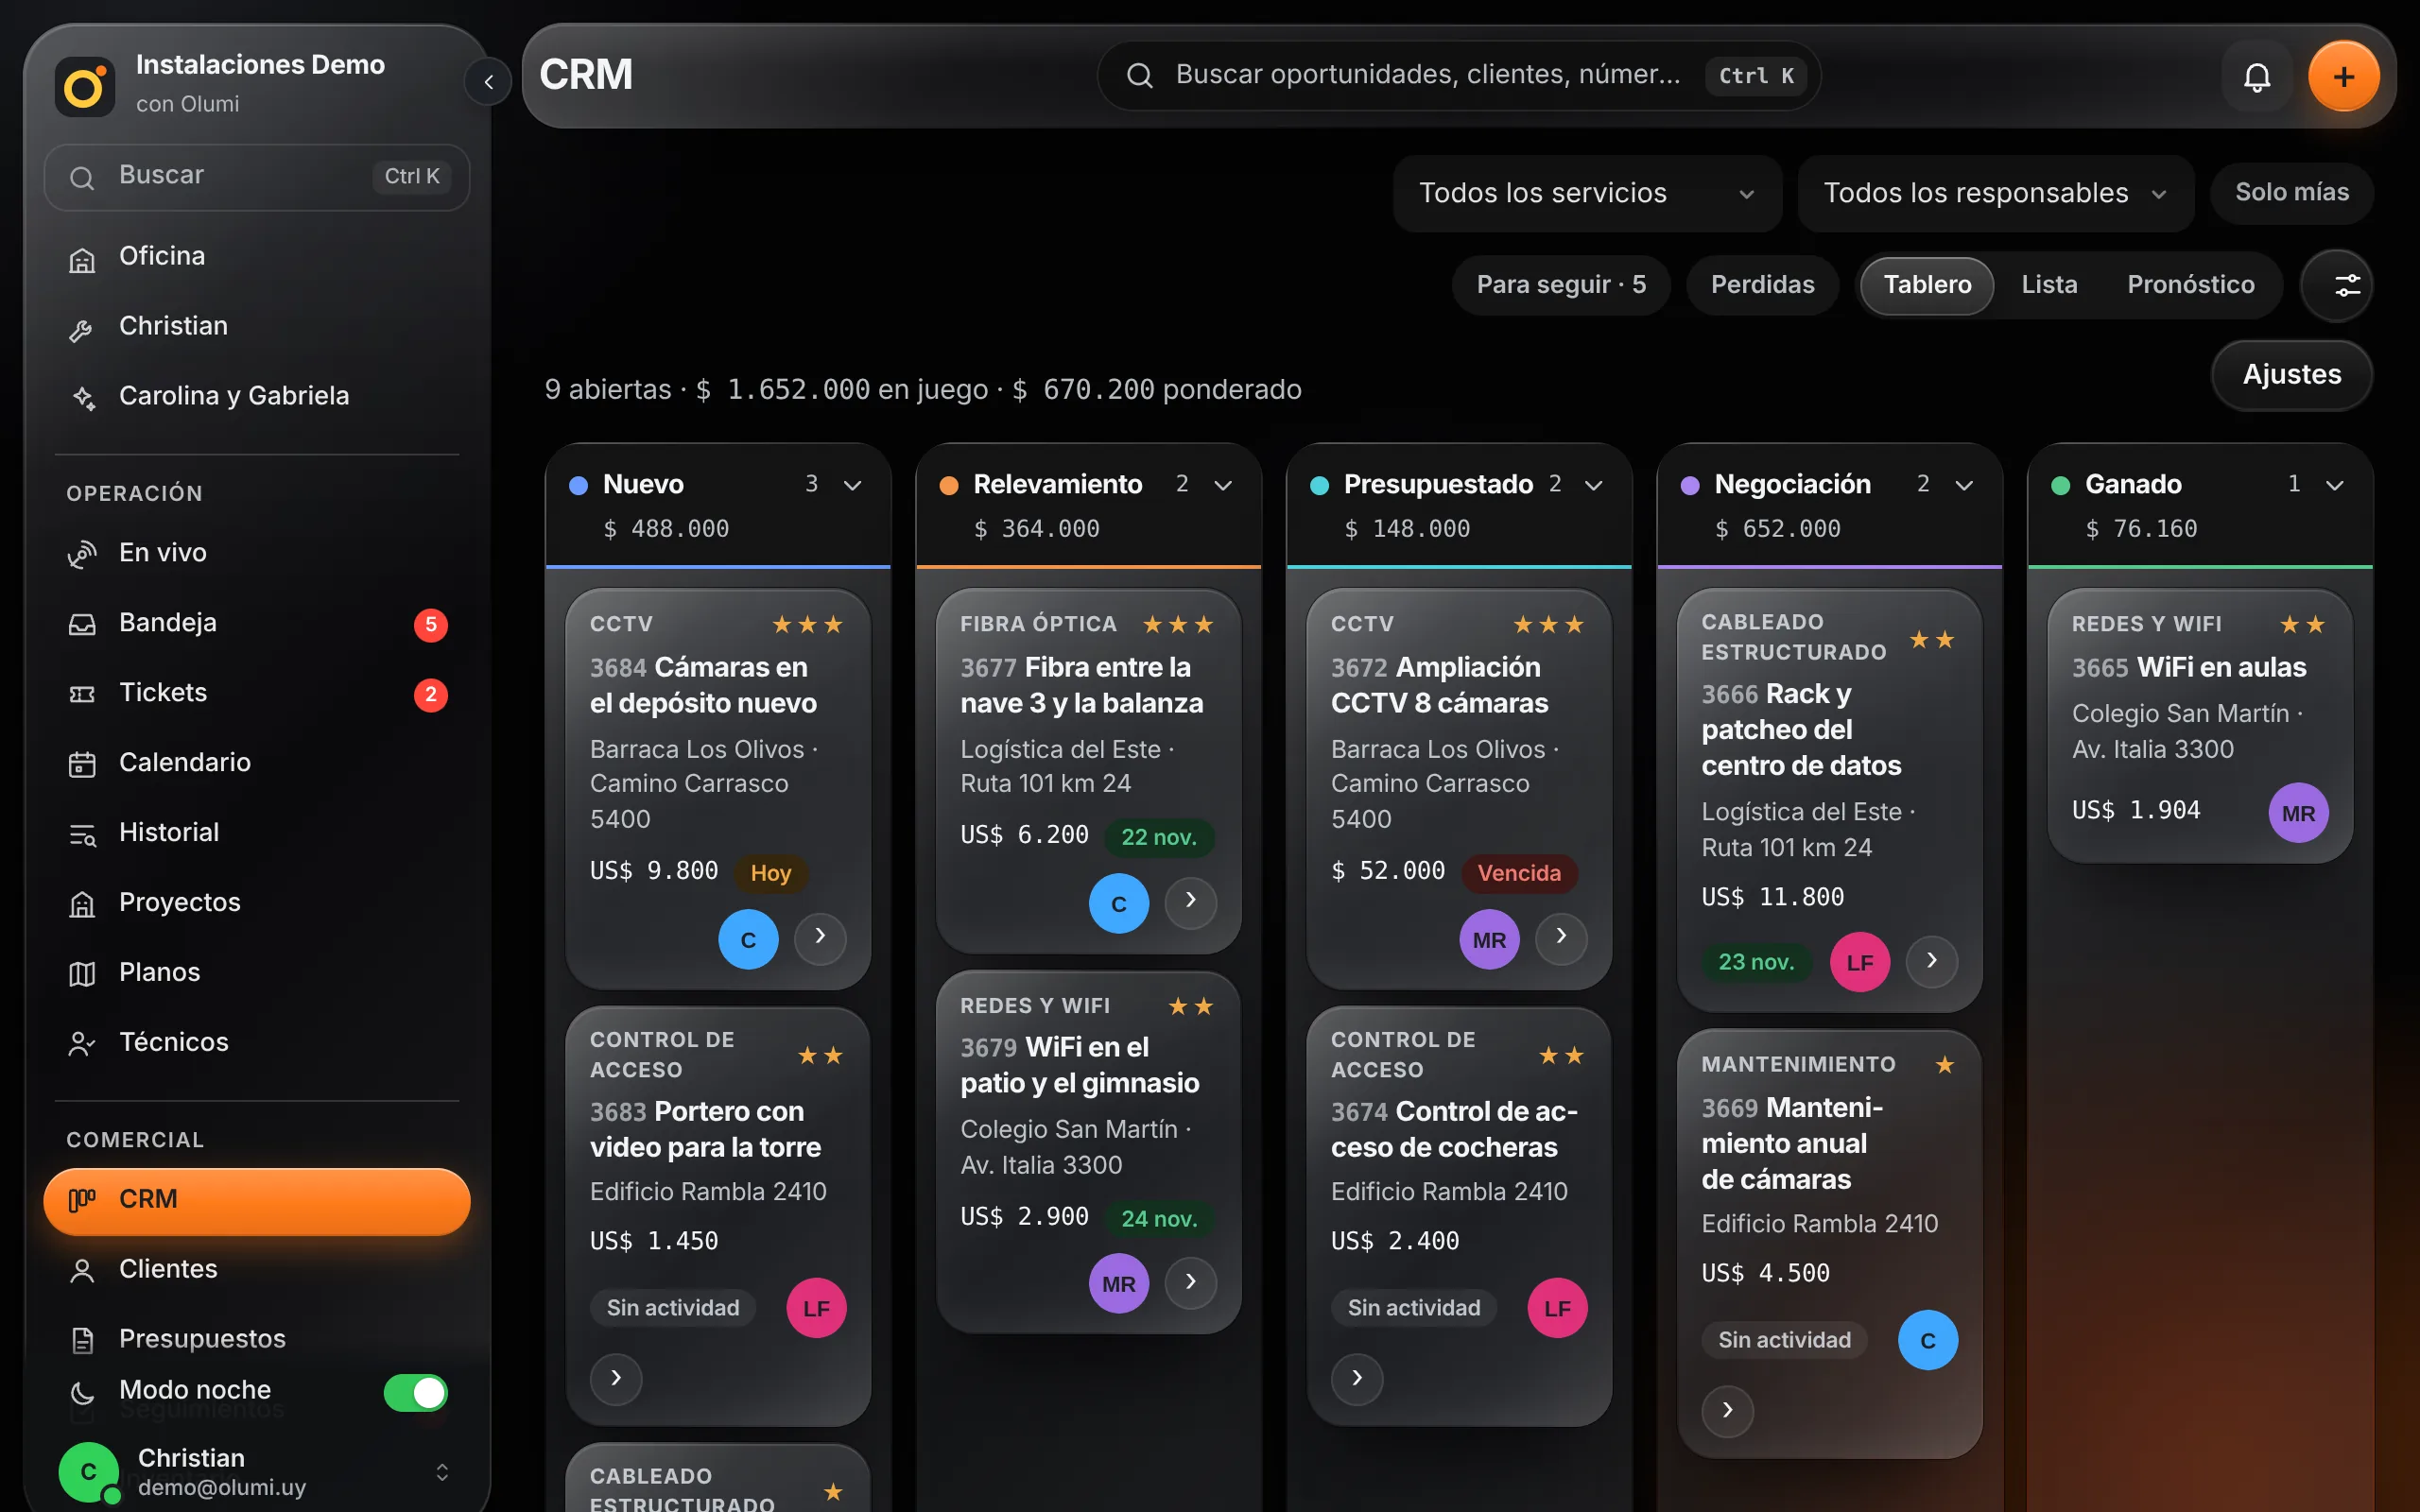 Instalaciones Demo
con Olumi
Buscar
Ctrl K
Oficina
Christian
Carolina y Gabriela
OPERACIÓN
En vivo
Bandeja
5
Tickets
2
Calendario
Historial
Proyectos
Planos
Técnicos
COMERCIAL
CRM
Clientes
Presupuestos
Modo noche
Seguimientos
C
Christian
demo@olumi.uy
CRM
Buscar oportunidades, clientes, númer...
Ctrl K
+
Todos los servicios
Todos los responsables
Solo mías
Para seguir · 5
Perdidas
Tablero
Lista
Pronóstico
Ajustes
9 abiertas · $ 1.652.000 en juego · $ 670.200 ponderado
Nuevo
3
$ 488.000
CCTV
3684 Cámaras en
el depósito nuevo
Barraca Los Olivos ·
Camino Carrasco
5400
US$ 9.800
Hoy
C
CONTROL DE
ACCESO
3683 Portero con
video para la torre
Edificio Rambla 2410
US$ 1.450
Sin actividad
LF
CABLEADO
ESTRUCTURADO
Relevamiento
2
$ 364.000
FIBRA ÓPTICA
3677 Fibra entre la
nave 3 y la balanza
Logística del Este ·
Ruta 101 km 24
US$ 6.200
22 nov.
C
REDES Y WIFI
3679 WiFi en el
patio y el gimnasio
Colegio San Martín ·
Av. Italia 3300
US$ 2.900
24 nov.
MR
Presupuestado
2
$ 148.000
CCTV
3672 Ampliación
CCTV 8 cámaras
Barraca Los Olivos ·
Camino Carrasco
5400
$ 52.000
Vencida
MR
CONTROL DE
ACCESO
3674 Control de ac-
ceso de cocheras
Edificio Rambla 2410
US$ 2.400
Sin actividad
LF
Negociación
2
$ 652.000
CABLEADO
ESTRUCTURADO
3666 Rack y
patcheo del
centro de datos
Logística del Este ·
Ruta 101 km 24
US$ 11.800
23 nov.
LF
MANTENIMIENTO
3669 Manteni-
miento anual
de cámaras
Edificio Rambla 2410
US$ 4.500
Sin actividad
C
Ganado
1
$ 76.160
REDES Y WIFI
3665 WiFi en aulas
Colegio San Martín ·
Av. Italia 3300
US$ 1.904
MR